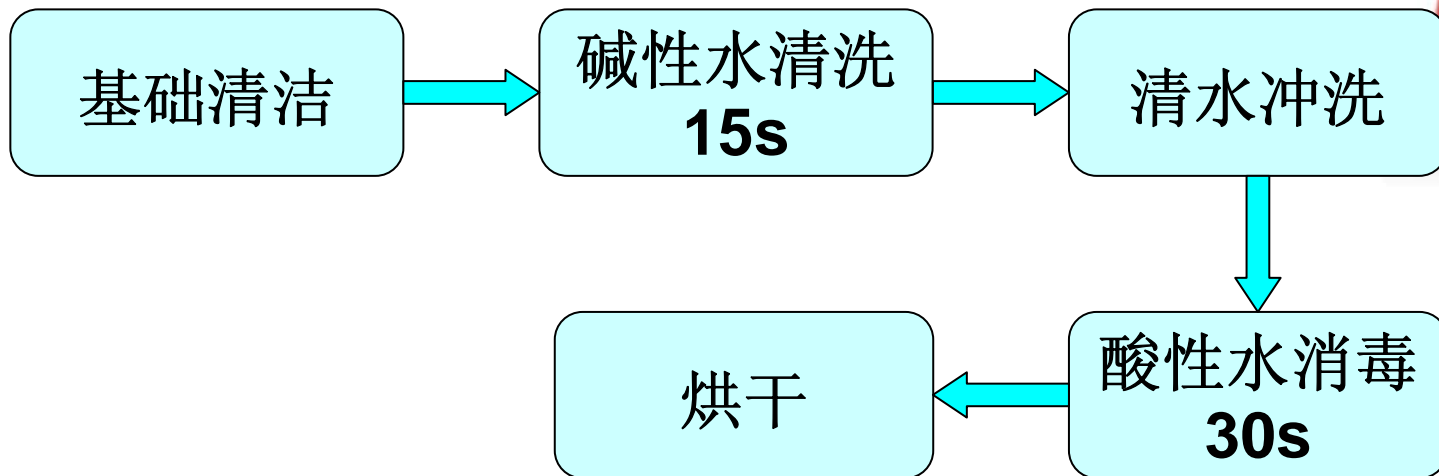 基础清洁
碱性水清洗
15s
清水冲洗
酸性水消毒
30s
烘干